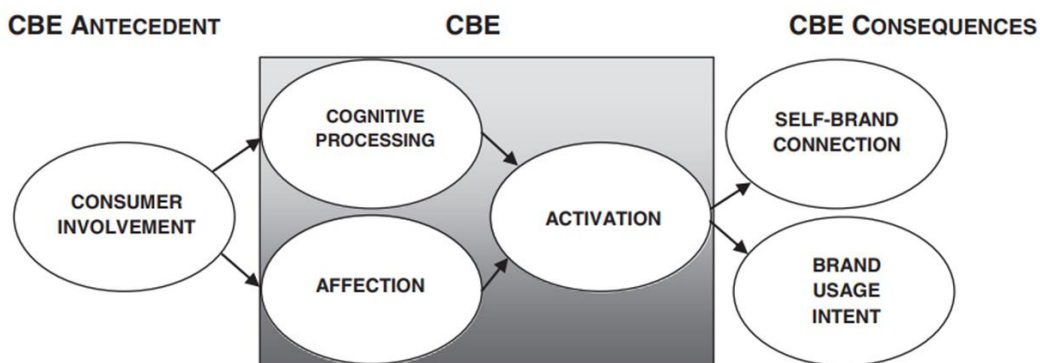 CBE ANTECEDENT
CBE
CBE CONSEQUENCES
CONSUMER
INVOLVEMENT
COGNITIVE
PROCESSING
AFFECTION
ACTIVATION
SELF-BRAND
CONNECTION
BRAND
USAGE
INTENT